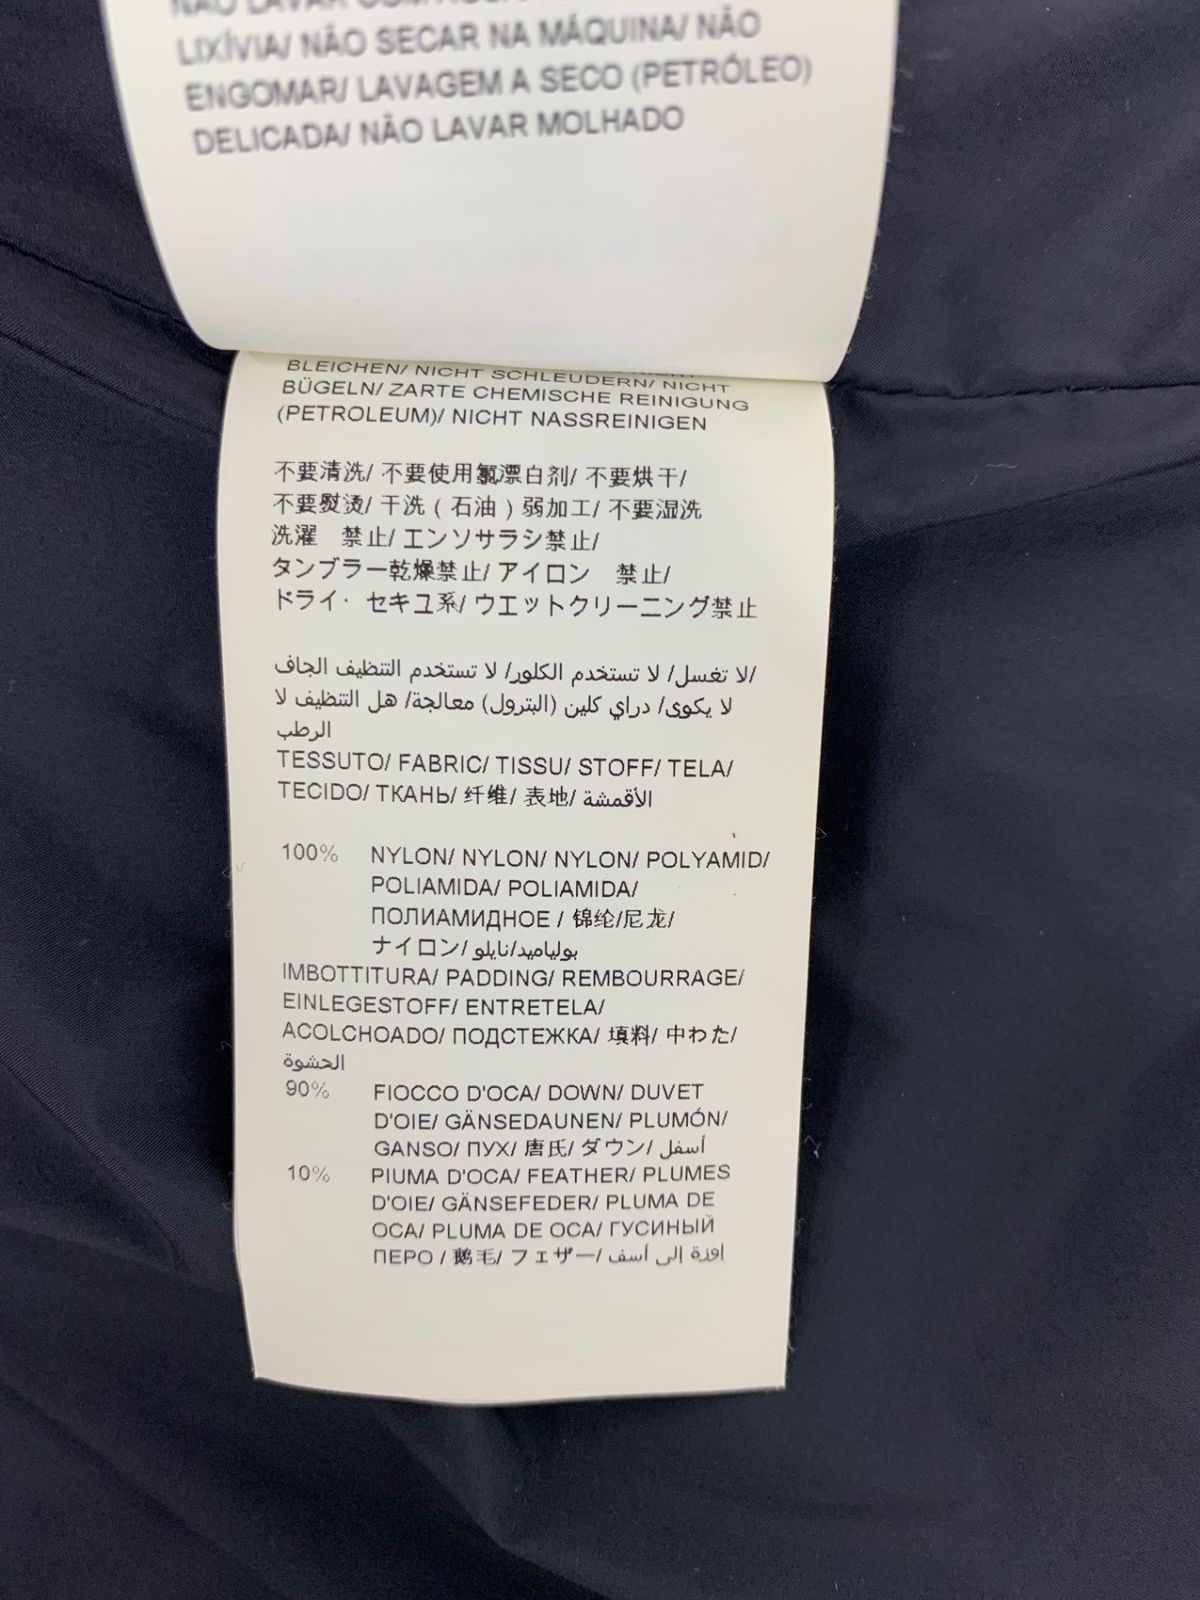 LIXÍVIA/ NÃO SECAR NA MÁQUINA/ NÃO
ENGOMAR/ LAVAGEM A SECO (PETRÓLEO)
DELICADA/ NÃO LAVAR MOLHADO
BLEICHEN/ NICHT SCHLEUDERN/ NICHT
BÜGELN/ ZARTE CHEMISCHE REINIGUNG
(PETROLEUM)/ NICHT NASSREINIGEN
不要清洗/ 不要使用氯漂白剂/ 不要烘干/
不要熨烫/ 干洗 ( 石油 ) 弱加工/ 不要湿洗
洗濯　禁止/ エンソサラシ禁止/
タンブラー乾燥禁止/ アイロン　禁止/
ドライ· セキユ系/ ウエットクリーニング禁止
لا تغسل/ لا تستخدم الكلور/ لا تستخدم التنظيف الجاف/
لا يكوى/ دراي كلين (البترول) معالجة/ هل التنظيف لا
الرطب
TESSUTO/ FABRIC/ TISSU/ STOFF/ TELA/
TECIDO/ ТКАНЬ/ 纤维/ 表地/ الأقمشة
100% NYLON/ NYLON/ NYLON/ POLYAMID/
POLIAMIDA/ POLIAMIDA/
ПОЛИАМИДНОЕ / 锦纶/尼龙/
ナイロン/ بولياميد/نايلو
IMBOTTITURA/ PADDING/ REMBOURRAGE/
EINLEGESTOFF/ ENTRETELA/
ACOLCHOADO/ ПОДСТЕЖКА/ 填料/ 中わた/
الحشوة
90% FIOCCO D'OCA/ DOWN/ DUVET
D'OIE/ GÄNSEDAUNEN/ PLUMÓN/
GANSO/ ПУХ/ 唐氏/ ダウン/ أسفل
10% PIUMA D'OCA/ FEATHER/ PLUMES
D'OIE/ GÄNSEFEDER/ PLUMA DE
OCA/ PLUMA DE OCA/ ГУСИНЫЙ
ПЕРО / 鹅毛/ フェザー/ إوزة إلى أسف